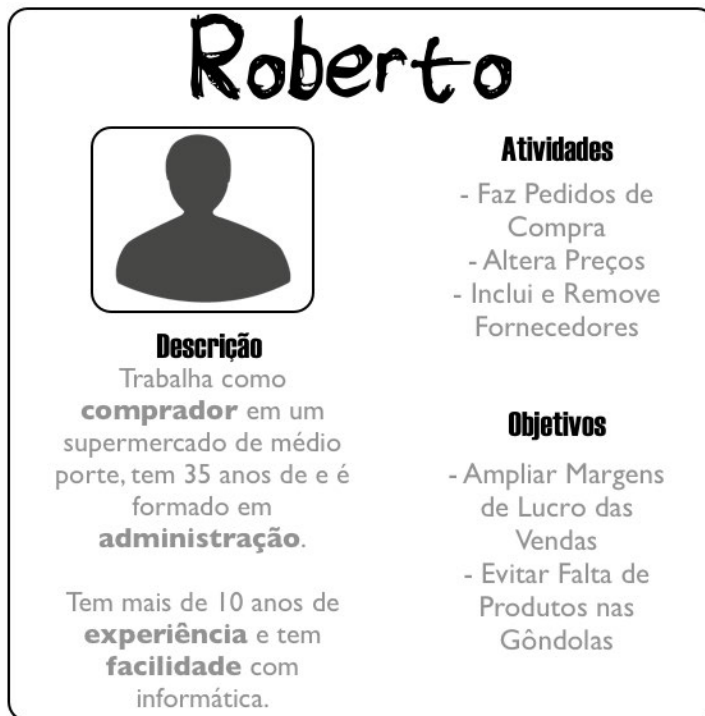 Roberto
Descrição
Trabalha como
comprador em um
supermercado de médio
porte, tem 35 anos de e é
formado em
administração.
Tem mais de 10 anos de
experiência e tem
facilidade com
informática.
Atividades
- Faz Pedidos de
Compra
- Altera Preços
- Inclui e Remove
Fornecedores
Objetivos
- Ampliar Margens
de Lucro das
Vendas
- Evitar Falta de
Produtos nas
Gôndolas